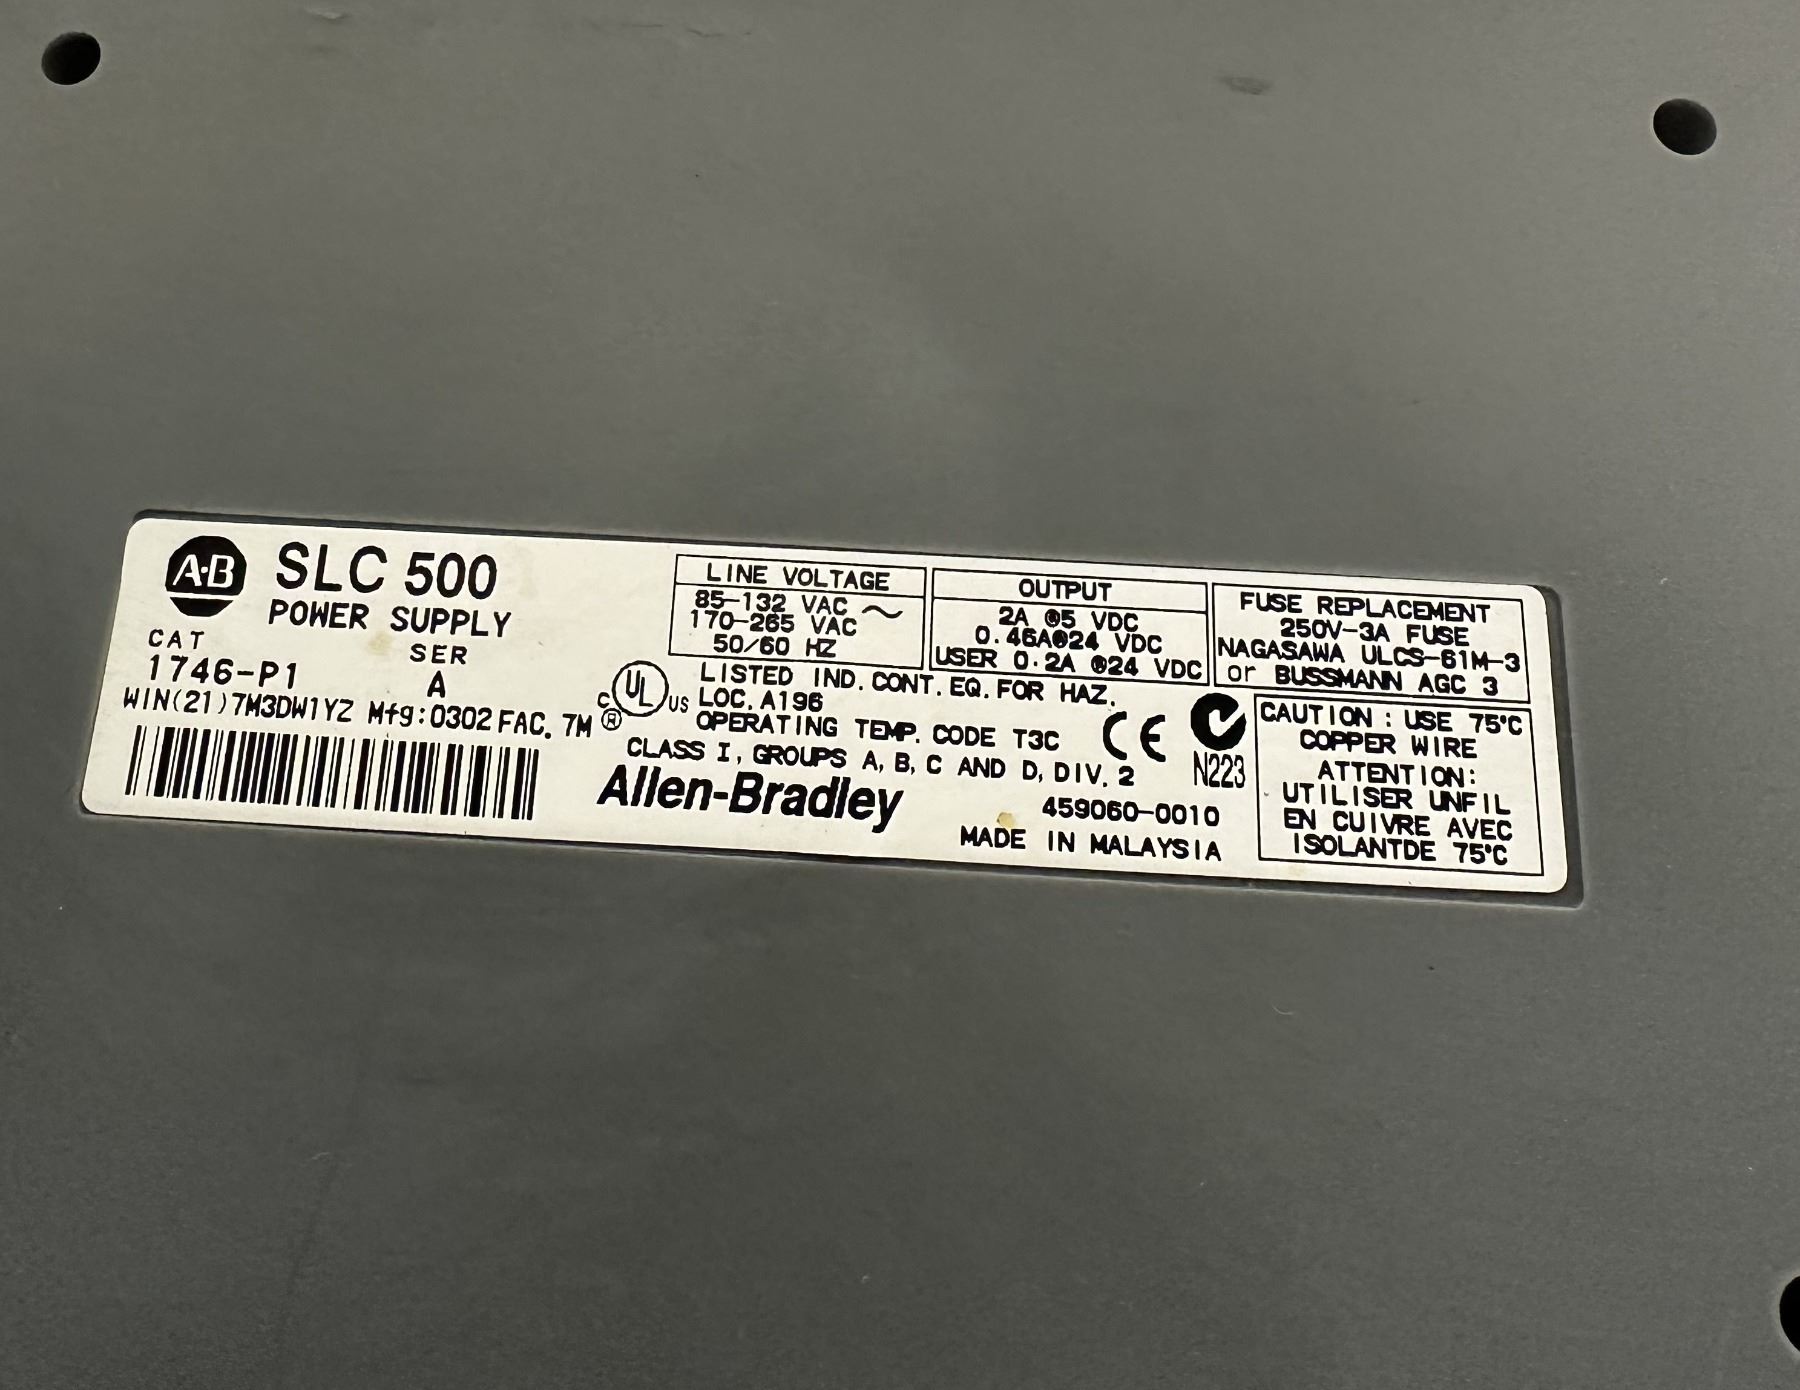 A·B SLC 500
POWER SUPPLY
CAT SER
1746-P1 A
WIN(21)7M3DW1YZ Mfg:0302 FAC. 7M
LINE VOLTAGE
85-132 VAC ~
170-265 VAC
50/60 HZ
OUTPUT
2A @5 VDC
0.46A@24 VDC
USER 0.2A @24 VDC
FUSE REPLACEMENT
250V-3A FUSE
NAGASAWA ULCS-61M-3
or BUSSMANN AGC 3
C UL US ®
LISTED IND. CONT. EQ. FOR HAZ.
LOC. A196
OPERATING TEMP. CODE T3C
CLASS I, GROUPS A, B, C AND D, DIV. 2
CE
N223
Allen-Bradley
459060-0010
MADE IN MALAYSIA
CAUTION: USE 75°C
COPPER WIRE
ATTENTION:
UTILISER UNFIL
EN CUIVRE AVEC
ISOLANTDE 75°C